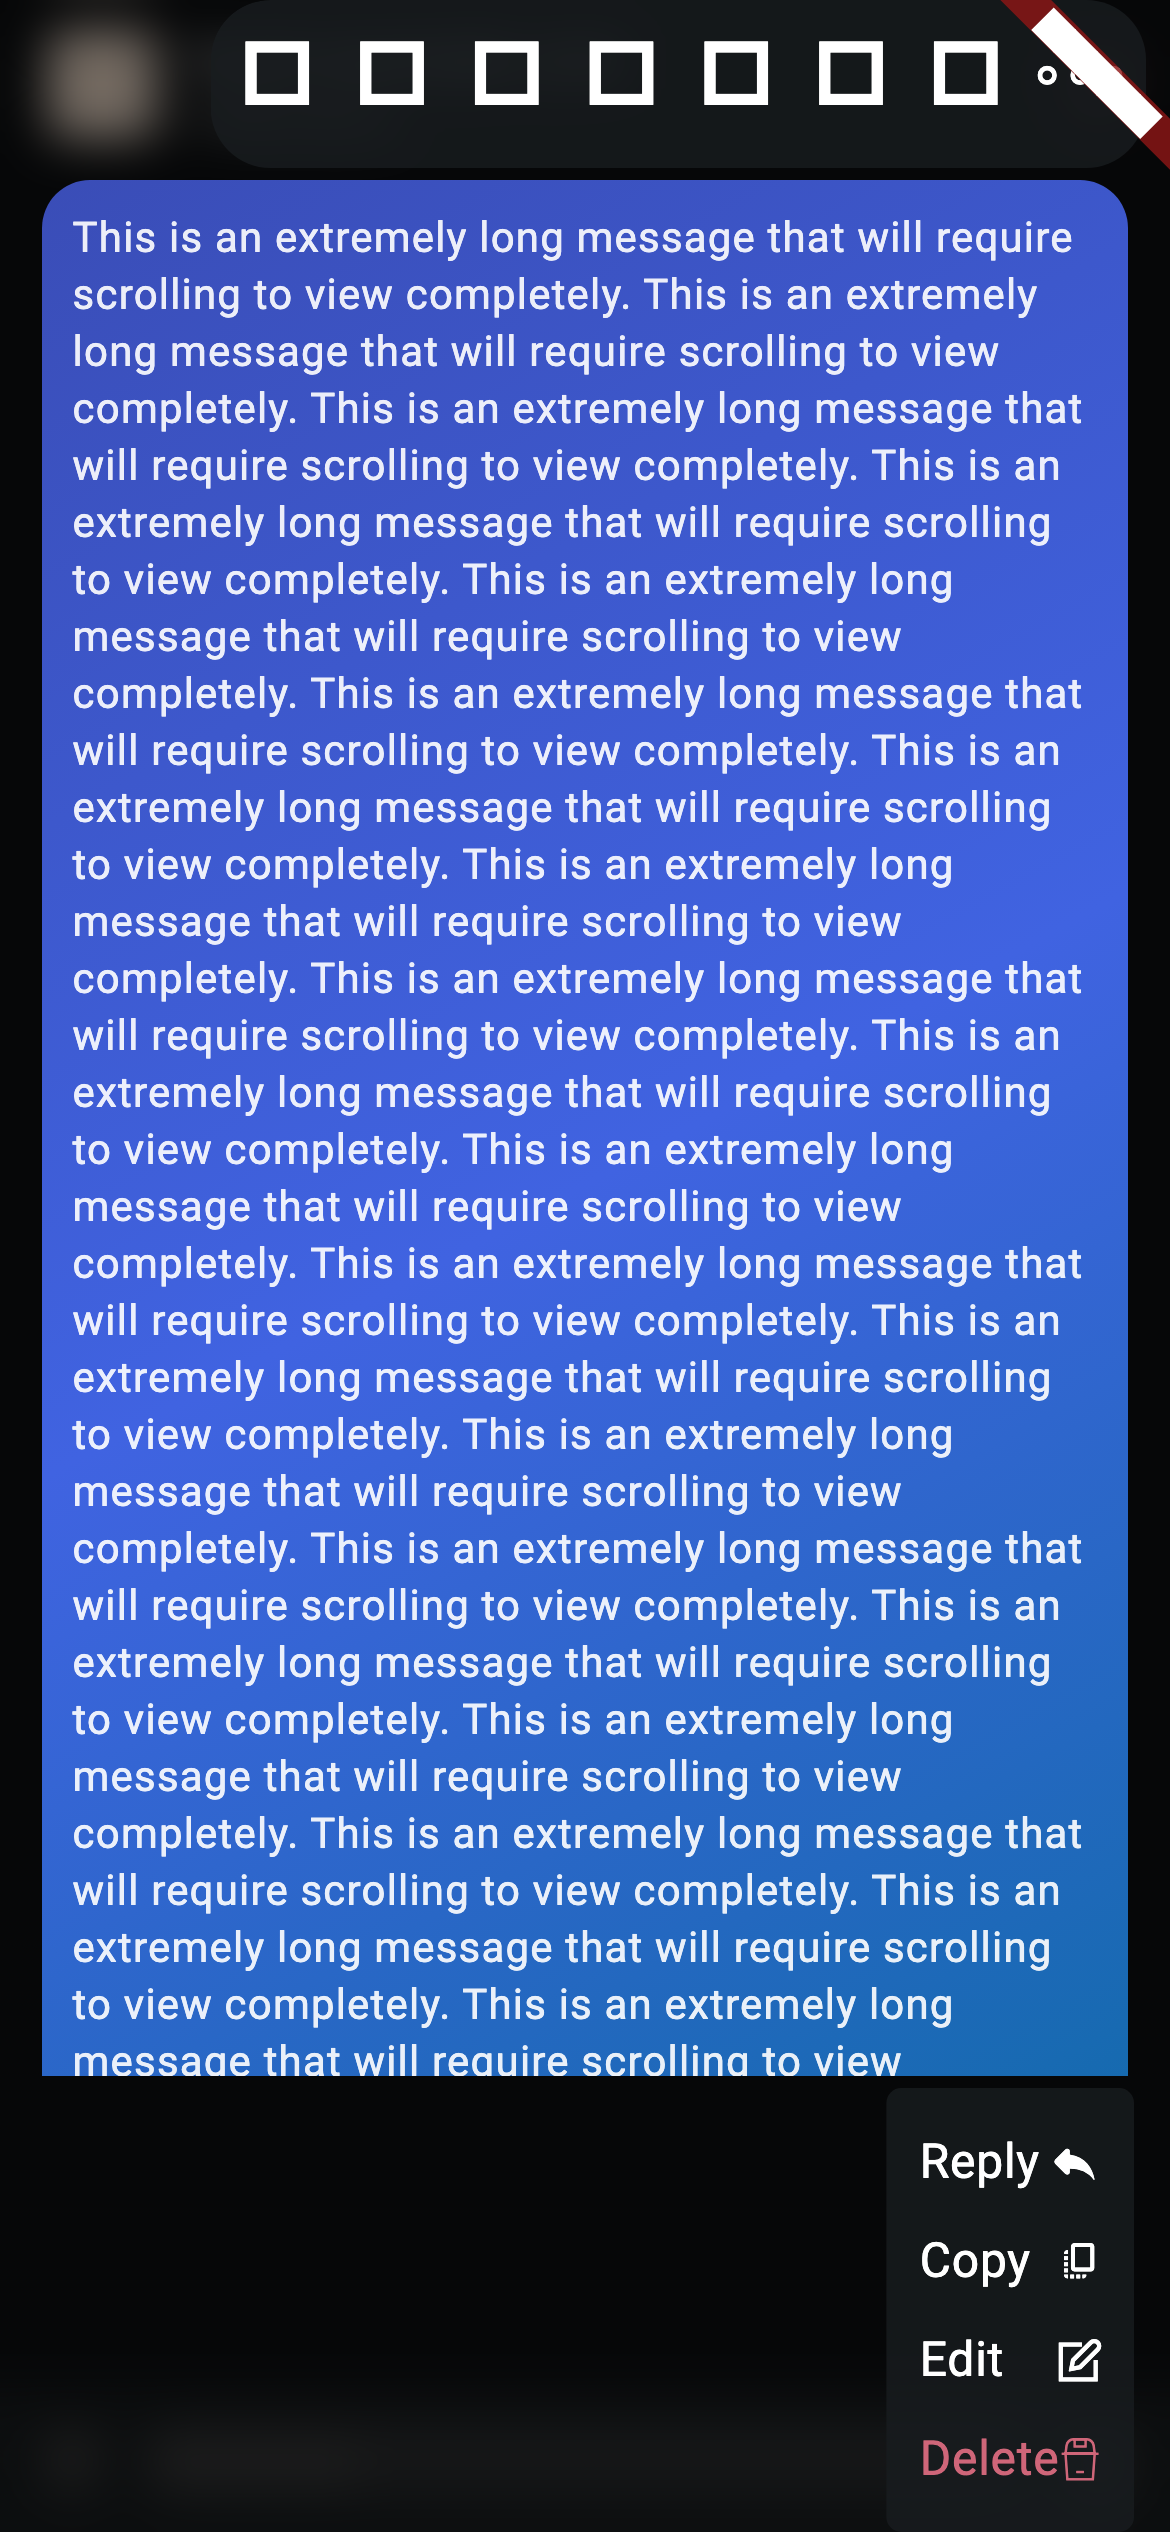 This is an extremely long message that will require
scrolling to view completely. This is an extremely
long message that will require scrolling to view
completely. This is an extremely long message that
will require scrolling to view completely. This is an
extremely long message that will require scrolling
to view completely. This is an extremely long
message that will require scrolling to view
completely. This is an extremely long message that
will require scrolling to view completely. This is an
extremely long message that will require scrolling
to view completely. This is an extremely long
message that will require scrolling to view
completely. This is an extremely long message that
will require scrolling to view completely. This is an
extremely long message that will require scrolling
to view completely. This is an extremely long
message that will require scrolling to view
completely. This is an extremely long message that
will require scrolling to view completely. This is an
extremely long message that will require scrolling
to view completely. This is an extremely long
message that will require scrolling to view
completely. This is an extremely long message that
will require scrolling to view completely. This is an
extremely long message that will require scrolling
to view completely. This is an extremely long
message that will require scrolling to view
completely. This is an extremely long message that
will require scrolling to view completely. This is an
extremely long message that will require scrolling
to view completely. This is an extremely long
message that will require scrolling to view
Reply
Copy
Edit
Delete